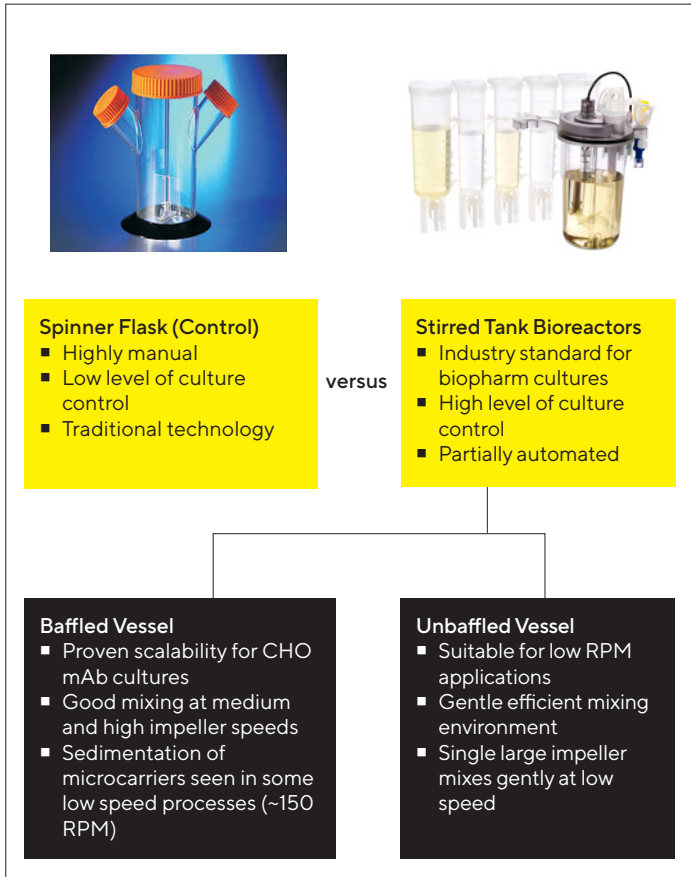 Spinner Flask (Control)
■ Highly manual
■ Low level of culture
control
■ Traditional technology
versus
Stirred Tank Bioreactors
■ Industry standard for
biopharm cultures
■ High level of culture
control
■ Partially automated
Baffled Vessel
■ Proven scalability for CHO
mAb cultures
■ Good mixing at medium
and high impeller speeds
■ Sedimentation of
microcarriers seen in some
low speed processes (~150
RPM)
Unbaffled Vessel
■ Suitable for low RPM
applications
■ Gentle efficient mixing
environment
■ Single large impeller
mixes gently at low
speed